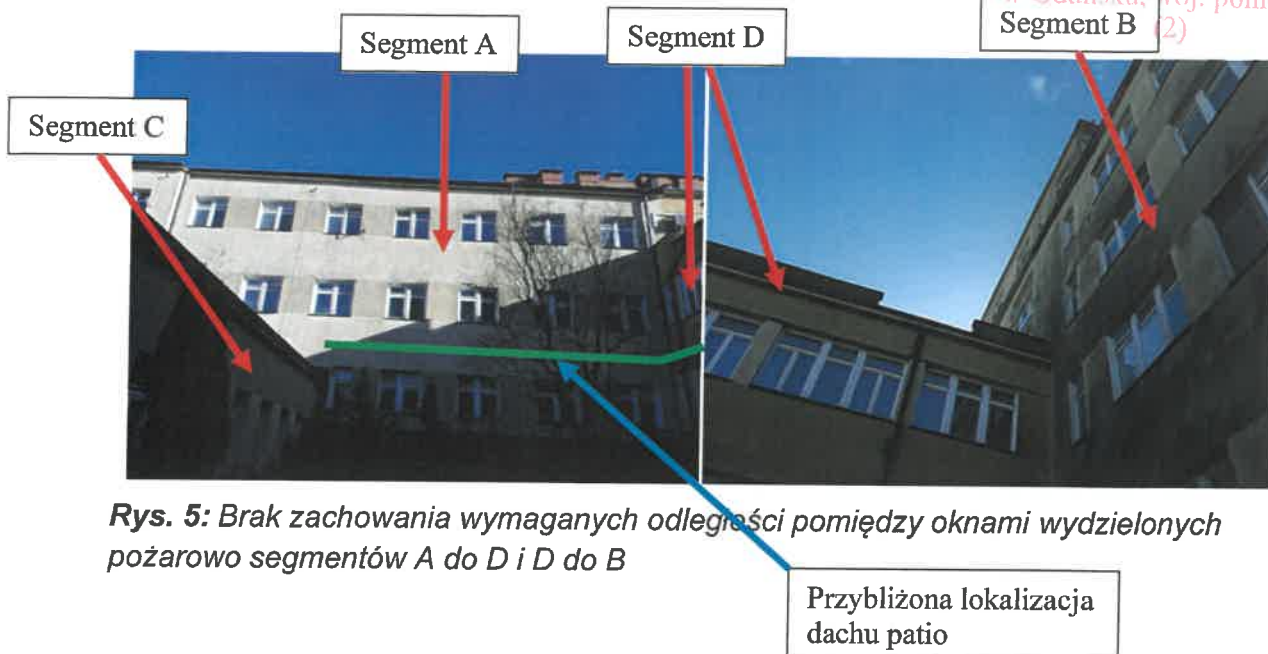 Segment A
Segment D
Segment B
(2)
Segment C
Rys. 5: Brak zachowania wymaganych odległości pomiędzy oknami wydzielonych
pożarowo segmentów A do D i D do B
Przybliżona lokalizacja
dachu patio